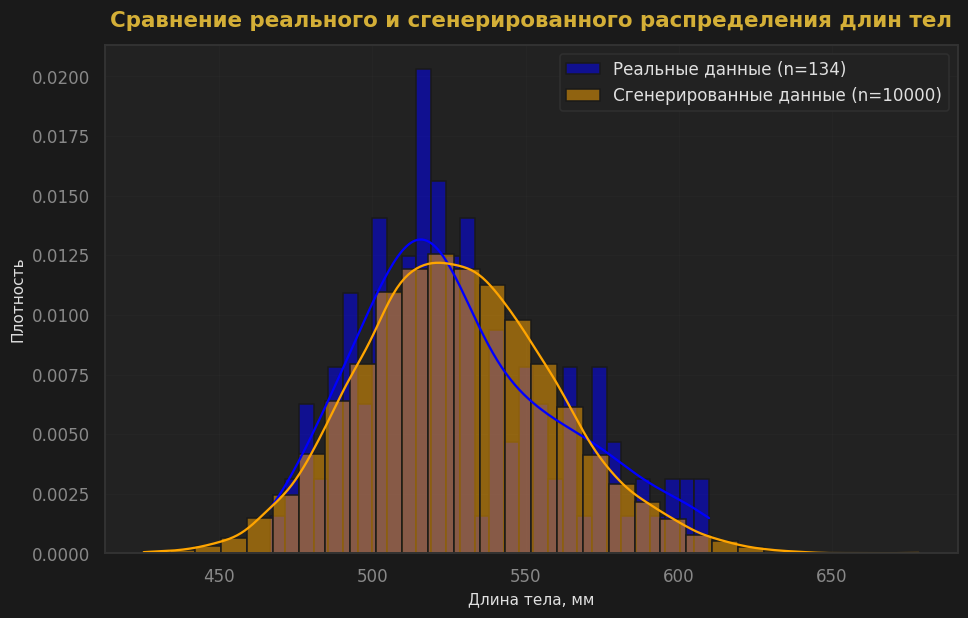 Сравнение реального и сгенерированного распределения длин тел
Реальные данные (n=134)
Сгенерированные данные (n=10000)
Плотность
0.0200
0.0175
0.0150
0.0125
0.0100
0.0075
0.0050
0.0025
0.0000
450 500 550 600 650
Длина тела, мм